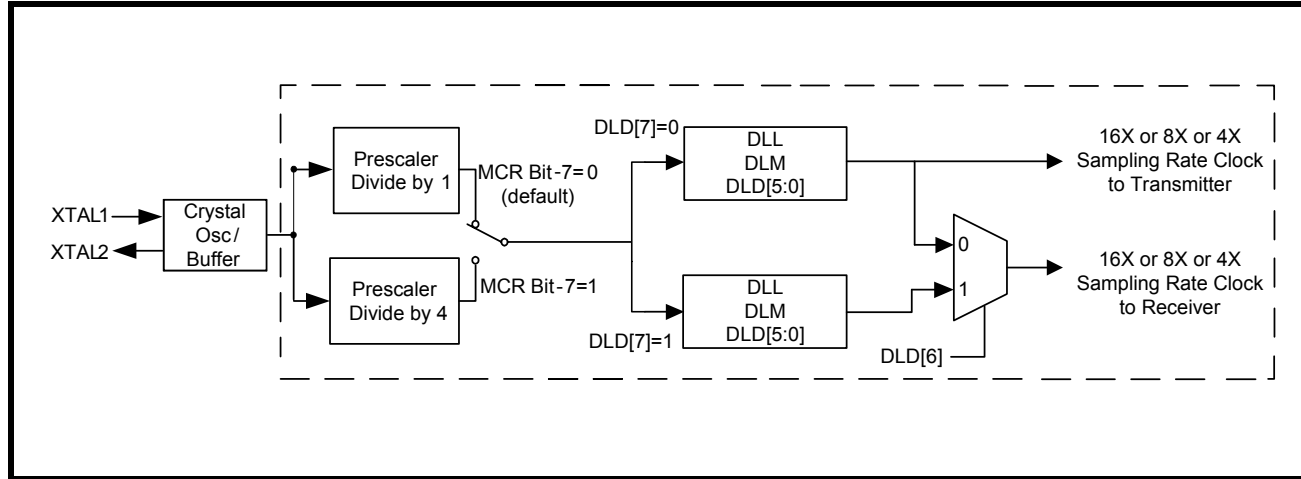 XTAL1
XTAL2
Crystal
Osc/
Buffer
Prescaler
Divide by 1
MCR Bit-7=0
(default)
Prescaler
Divide by 4
MCR Bit-7=1
DLD[7]=0
DLL
DLM
DLD[5:0]
DLD[7]=1
DLL
DLM
DLD[5:0]
0
1
DLD[6]
16X or 8X or 4X
Sampling Rate Clock
to Transmitter
16X or 8X or 4X
Sampling Rate Clock
to Receiver